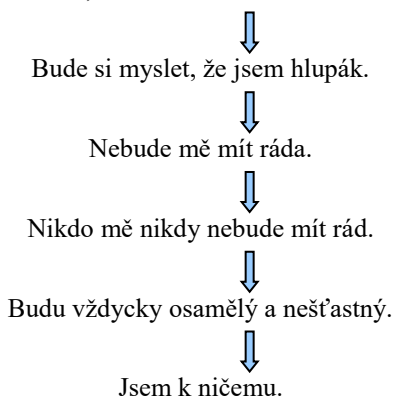 Bude si myslet, že jsem hlupák.
Nebude mě mít ráda.
Nikdo mě nikdy nebude mít rád.
Budu vždycky osamělý a nešťastný.
Jsem k ničemu.